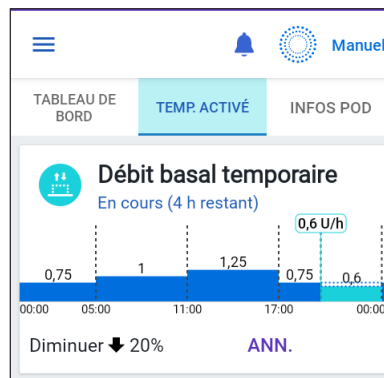 Manuel
TABLEAU DE
BORD
TEMP. ACTIVÉ
INFOS POD
Débit basal temporaire
En cours (4 h restant)
0,6 U/h
0,75
1
1,25
0,75
0,6
00:00
05:00
11:00
17:00
00:00
Diminuer 20%
ANN.